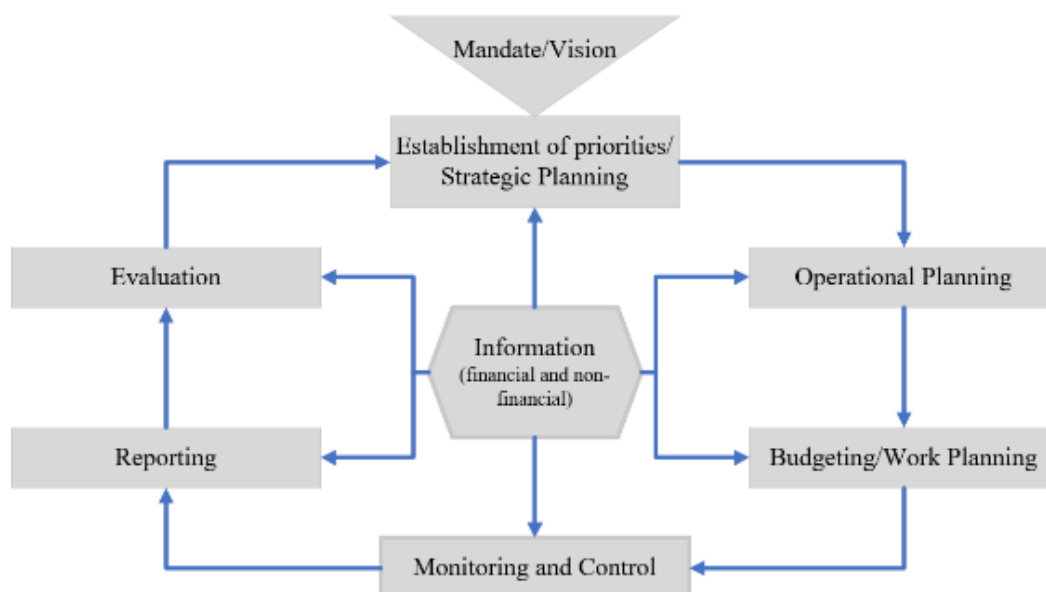 Mandate/Vision
Establishment of priorities/
Strategic Planning
Evaluation
Operational Planning
Information
(financial and non-
financial)
Reporting
Budgeting/Work Planning
Monitoring and Control